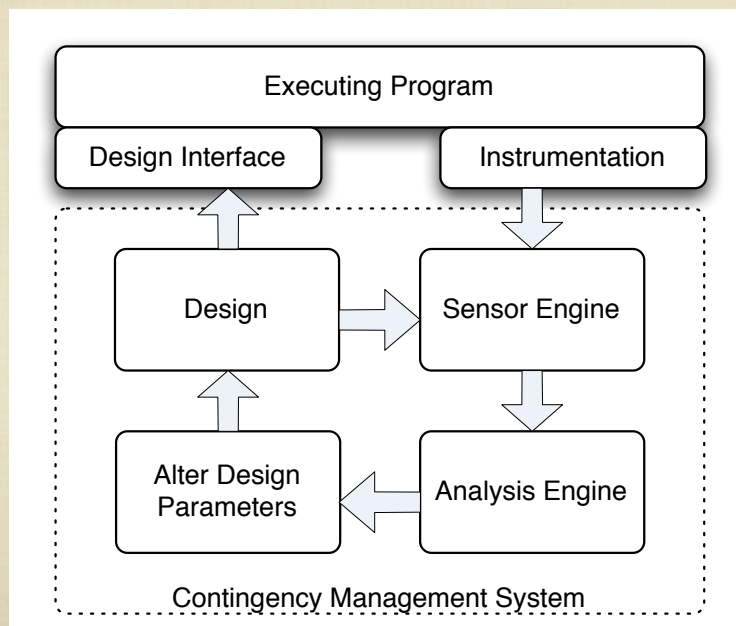 Executing Program
Design Interface
Instrumentation
Design
Sensor Engine
Alter Design
Parameters
Analysis Engine
Contingency Management System